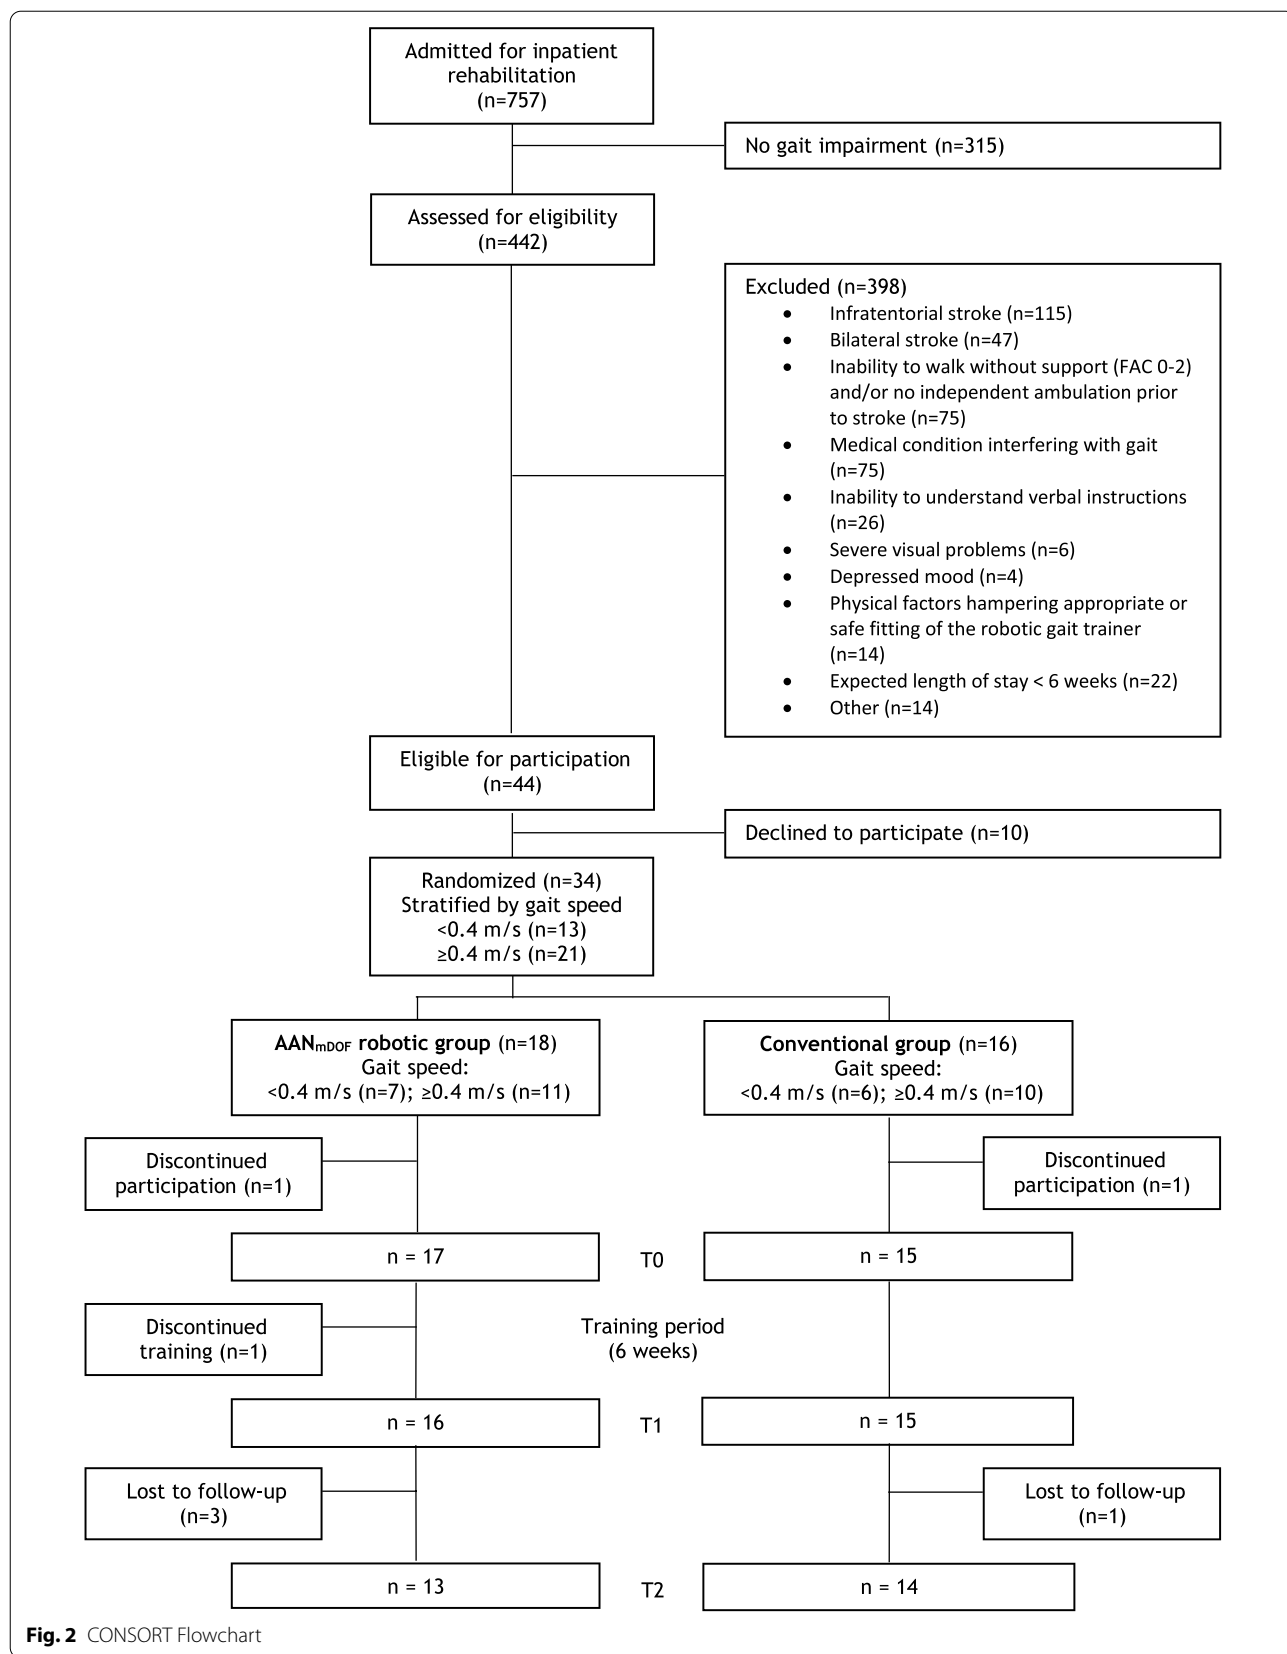 Admitted for inpatient
rehabilitation
(n=757)
No gait impairment (n=315)
Assessed for eligibility
(n=442)
Excluded (n=398)
• Infratentorial stroke (n=115)
• Bilateral stroke (n=47)
• Inability to walk without support (FAC 0-2)
and/or no independent ambulation prior
to stroke (n=75)
• Medical condition interfering with gait
(n=75)
• Inability to understand verbal instructions
(n=26)
• Severe visual problems (n=6)
• Depressed mood (n=4)
• Physical factors hampering appropriate or
safe fitting of the robotic gait trainer
(n=14)
• Expected length of stay < 6 weeks (n=22)
• Other (n=14)
Eligible for participation
(n=44)
Declined to participate (n=10)
Randomized (n=34)
Stratified by gait speed
<0.4 m/s (n=13)
≥0.4 m/s (n=21)
AANmDOF robotic group (n=18)
Gait speed:
<0.4 m/s (n=7); ≥0.4 m/s (n=11)
Conventional group (n=16)
Gait speed:
<0.4 m/s (n=6); ≥0.4 m/s (n=10)
Discontinued
participation (n=1)
Discontinued
participation (n=1)
n = 17
T0
n = 15
Discontinued
training (n=1)
Training period
(6 weeks)
n = 16
T1
n = 15
Lost to follow-up
(n=3)
Lost to follow-up
(n=1)
n = 13
T2
n = 14
Fig. 2 CONSORT Flowchart